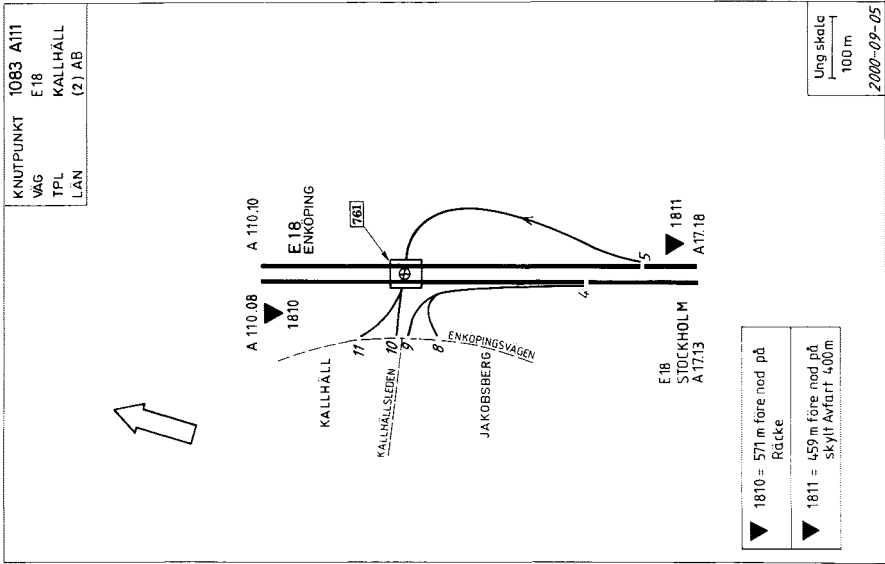 KNUTPUNKT 1083 A111
VÄG E18
TPL KALLHÄLL
LÄN (2) AB
A 110.08
A 110.10
1810
E.18
ENKÖPING
761
KALLHÄLL
11
10
9
8
KALLHÄLLSLEDEN
ENKÖPINGSVÄGEN
JAKOBSBERG
4
5
E18
STOCKHOLM
A17.13
1811
A17.18
1810 = 571 m före nod på
Räcke
1811 = 459 m före nod på
skylt Avfart 400m
Ung skala
100 m
2000-09-05